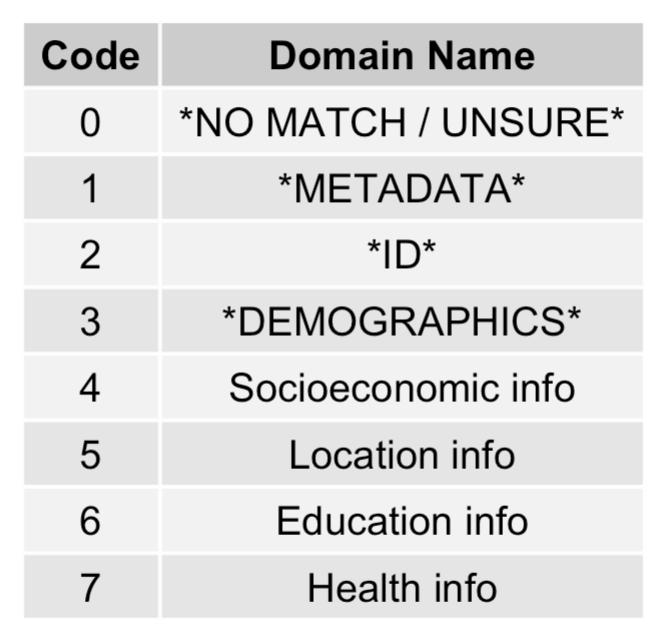 Code Domain Name
0 *NO MATCH / UNSURE*
1 *METADATA*
2 *ID*
3 *DEMOGRAPHICS*
4 Socioeconomic info
5 Location info
6 Education info
7 Health info